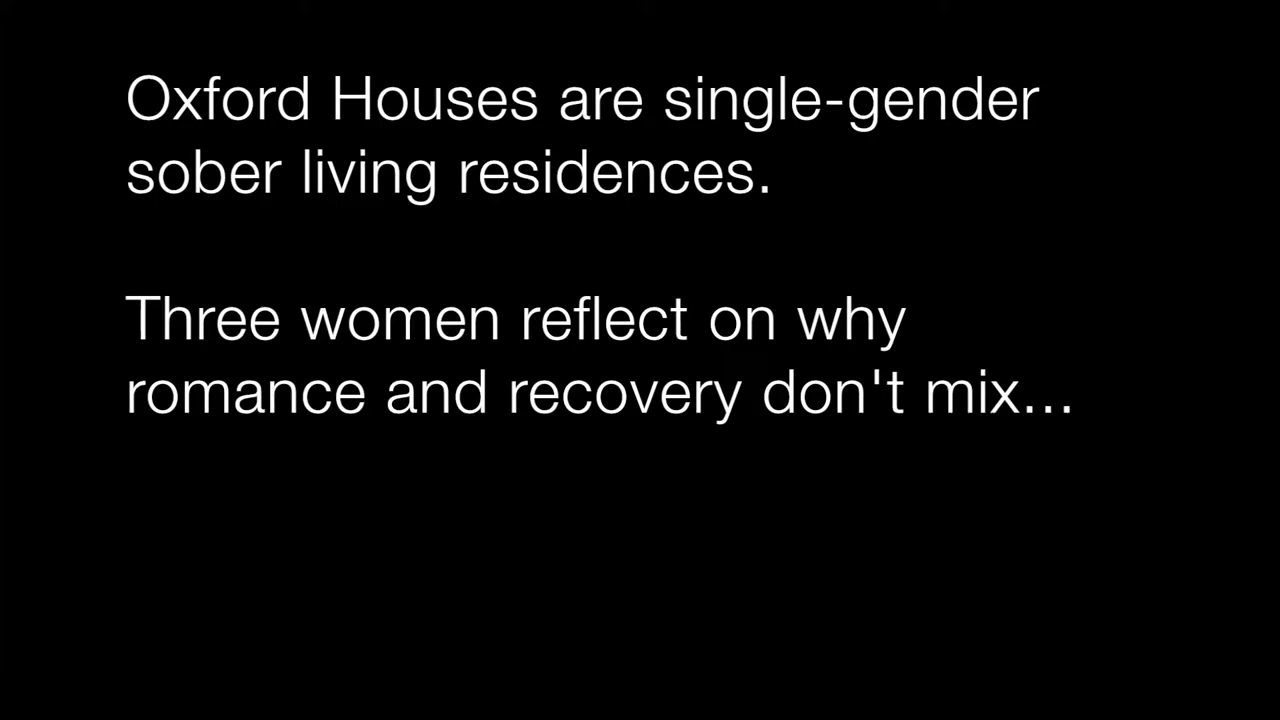 Oxford Houses are single-gender
sober living residences.
Three women reflect on why
romance and recovery don't mix...